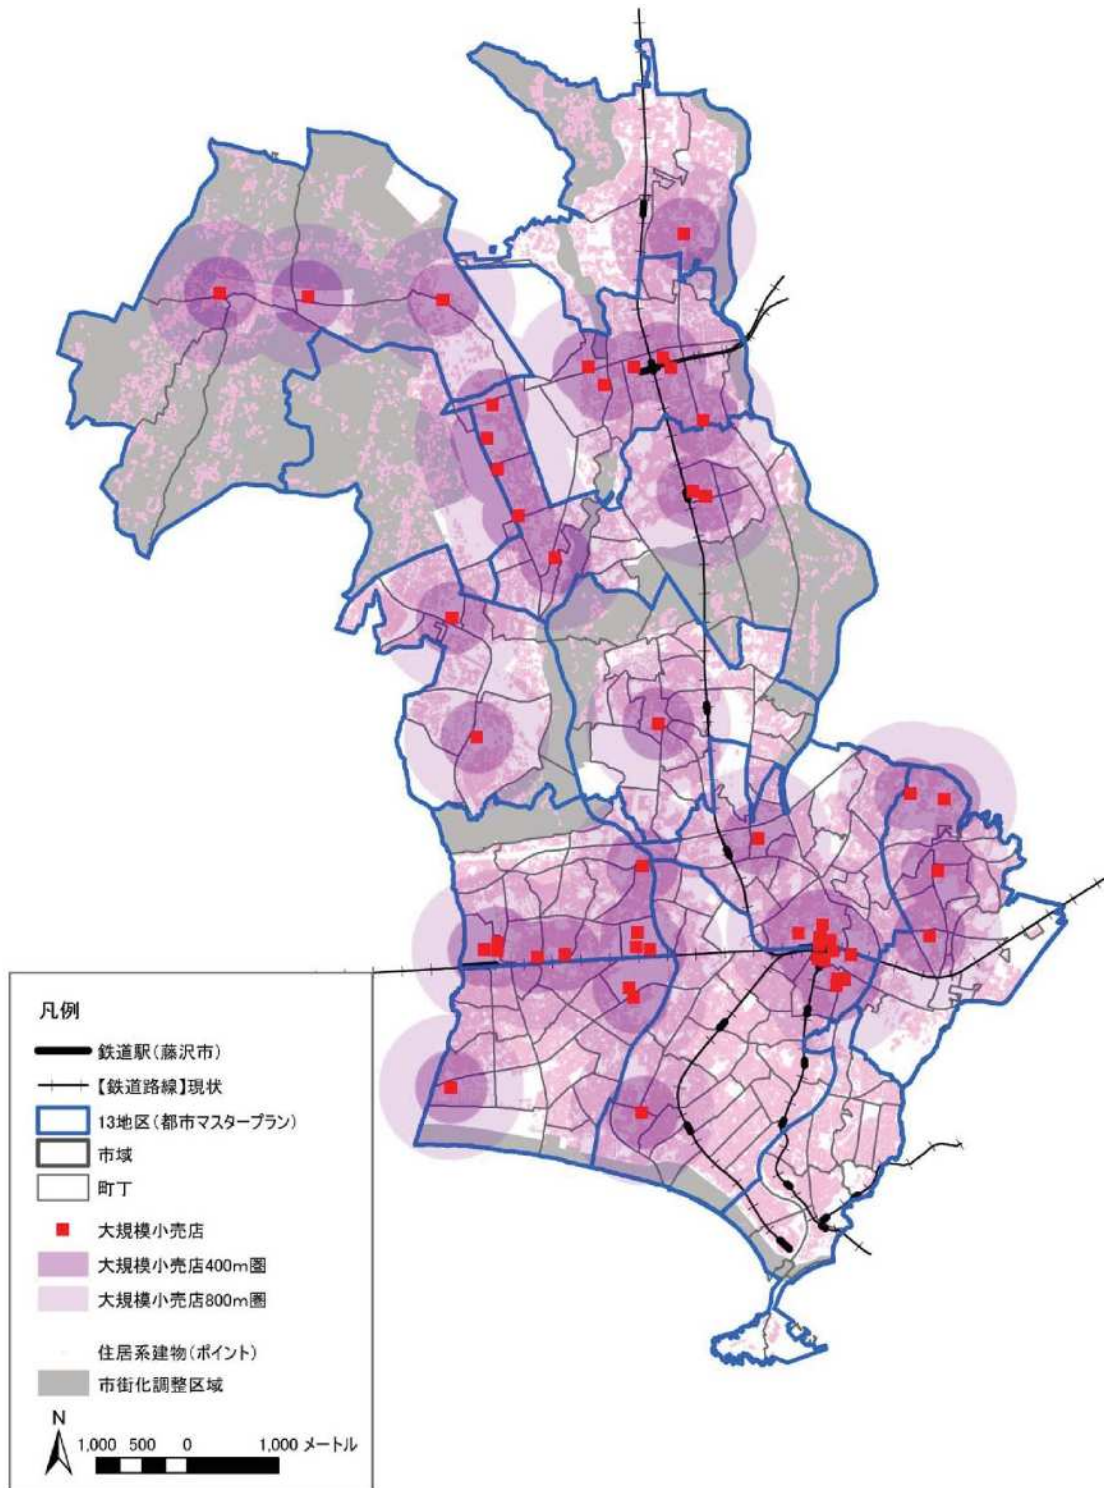 凡例
鉄道駅(藤沢市)
【鉄道路線】現状
13地区(都市マスタープラン)
市域
町丁
大規模小売店
大規模小売店400m圏
大規模小売店800m圏
住居系建物(ポイント)
市街化調整区域
N
1,000 500 0 1,000 メートル